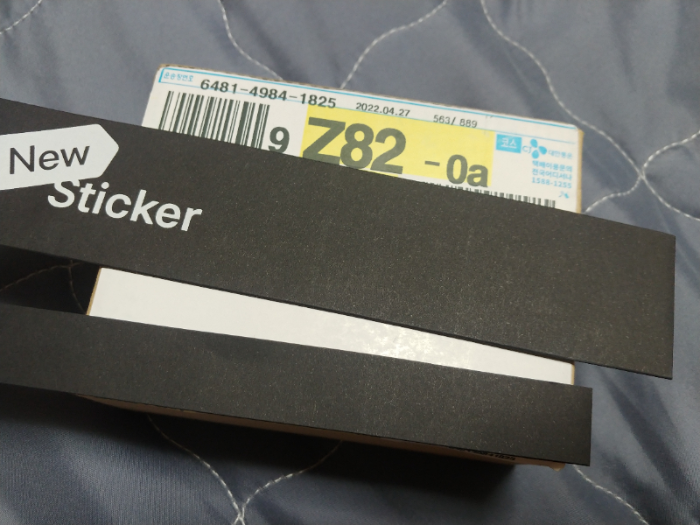 6481-4984-1825 2022.04.27 563/ 889
9 Z82 -0a
New
Sticker